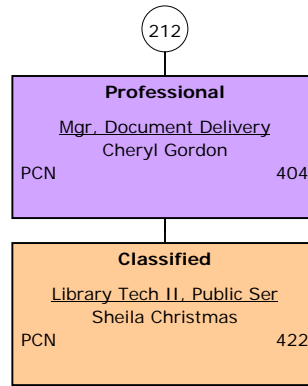 212
Professional
Mgr, Document Delivery
Cheryl Gordon
PCN 404
Classified
Library Tech II, Public Ser
Sheila Christmas
PCN 422